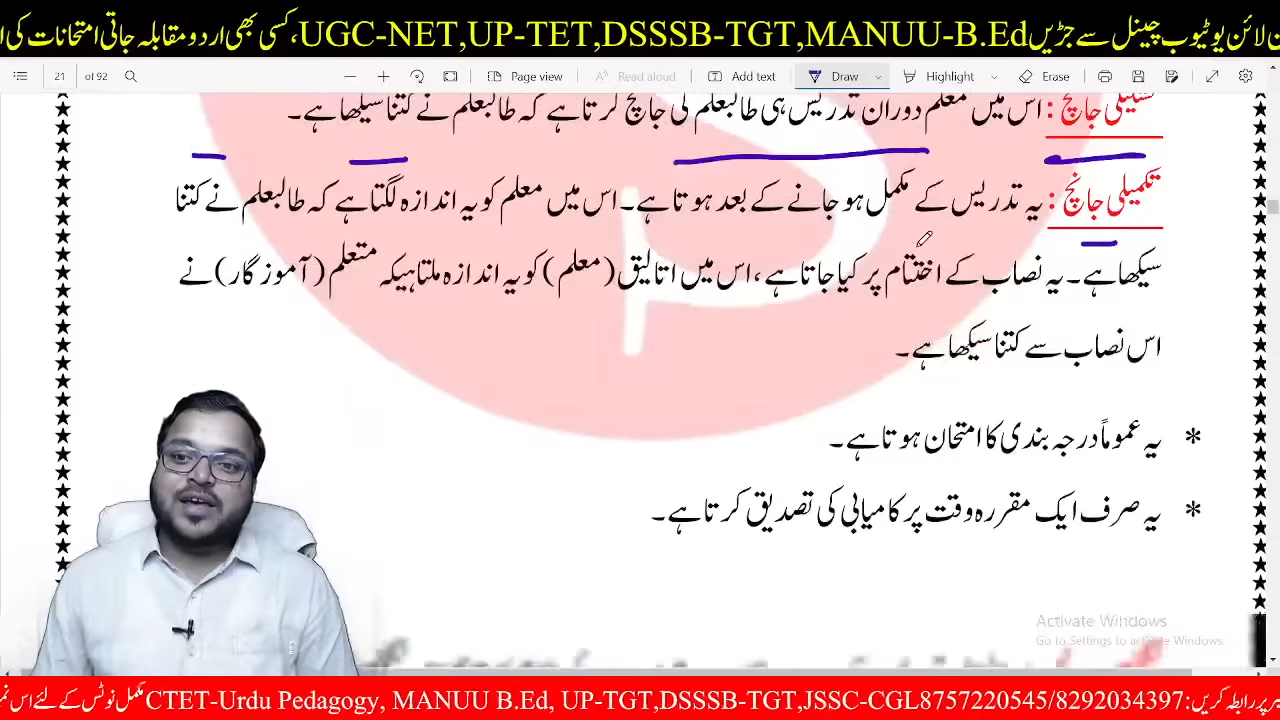 ن لائن یوٹیوب چینل سے جڑیں UGC-NET,UP-TET,DSSSB-TGT,MANUU-B.Ed، کسی بھی اردو مقابلہ جاتی امتحانات کی ا
21 of 92 Page view Read aloud Add text Draw Highlight Erase
تشکیلی جانچ : اس میں معلم دوران تدریس ہی طالبعلم کی جانچ کرتا ہے کہ طالبعلم نے کتنا سیکھا ہے۔
تکمیلی جانچ : یہ تدریس کے مکمل ہو جانے کے بعد ہوتا ہے۔ اس میں معلم کو یہ اندازہ لگتا ہے کہ طالبعلم نے کتنا
سیکھا ہے۔ یہ نصاب کے اختتام پر کیا جاتا ہے، اس میں اتالیق (معلم) کو یہ اندازہ ملتا ہیکہ متعلم (آموزگار) نے
اس نصاب سے کتنا سیکھا ہے۔
* یہ عموماً درجہ بندی کا امتحان ہوتا ہے۔
* یہ صرف ایک مقررہ وقت پر کامیابی کی تصدیق کرتا ہے۔
Activate Windows
Go to Settings to activate Windows.
CTET-Urdu Pedagogy, MANUU B.Ed, UP-TGT,DSSSB-TGT,JSSC-CGL مکمل نوٹس کے لئے اس نمبر پر رابطہ کریں:8757220545/8292034397